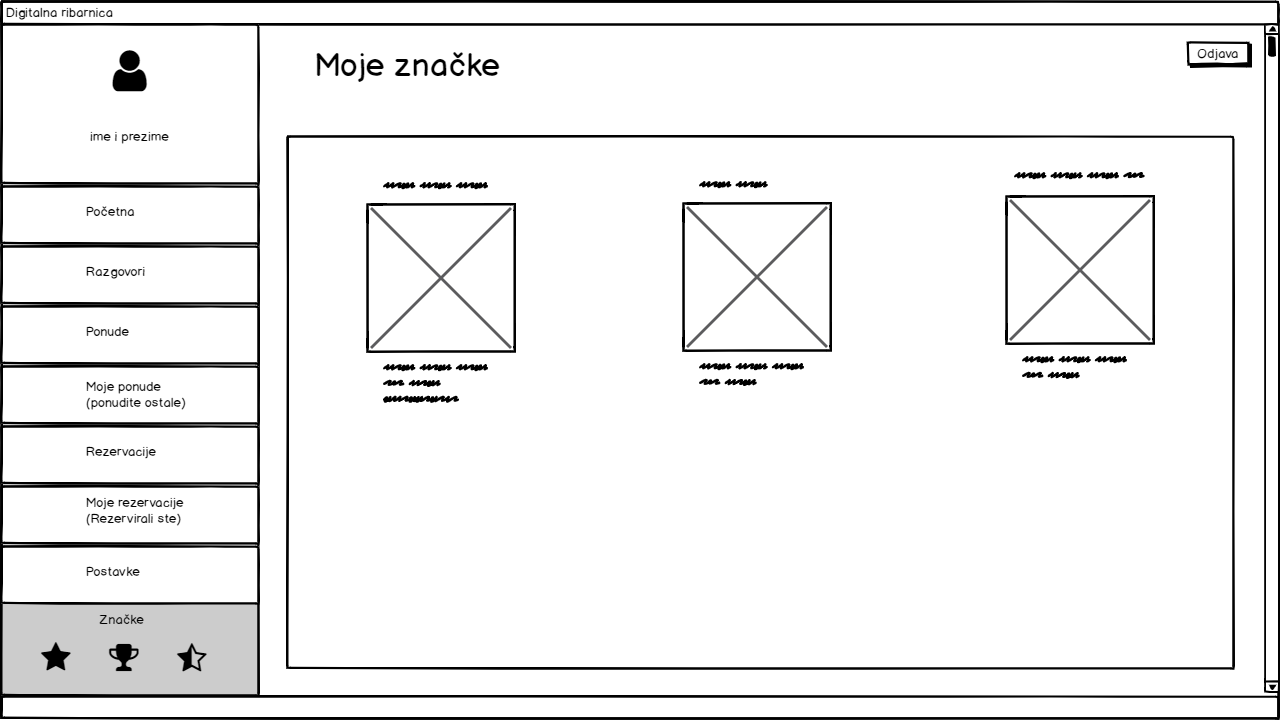 Digitalna ribarnica
ime i prezime
Početna
Razgovori
Ponude
Moje ponude
(ponudite ostale)
Rezervacije
Moje rezervacije
(Rezervirali ste)
Postavke
Značke
Moje značke
Odjava